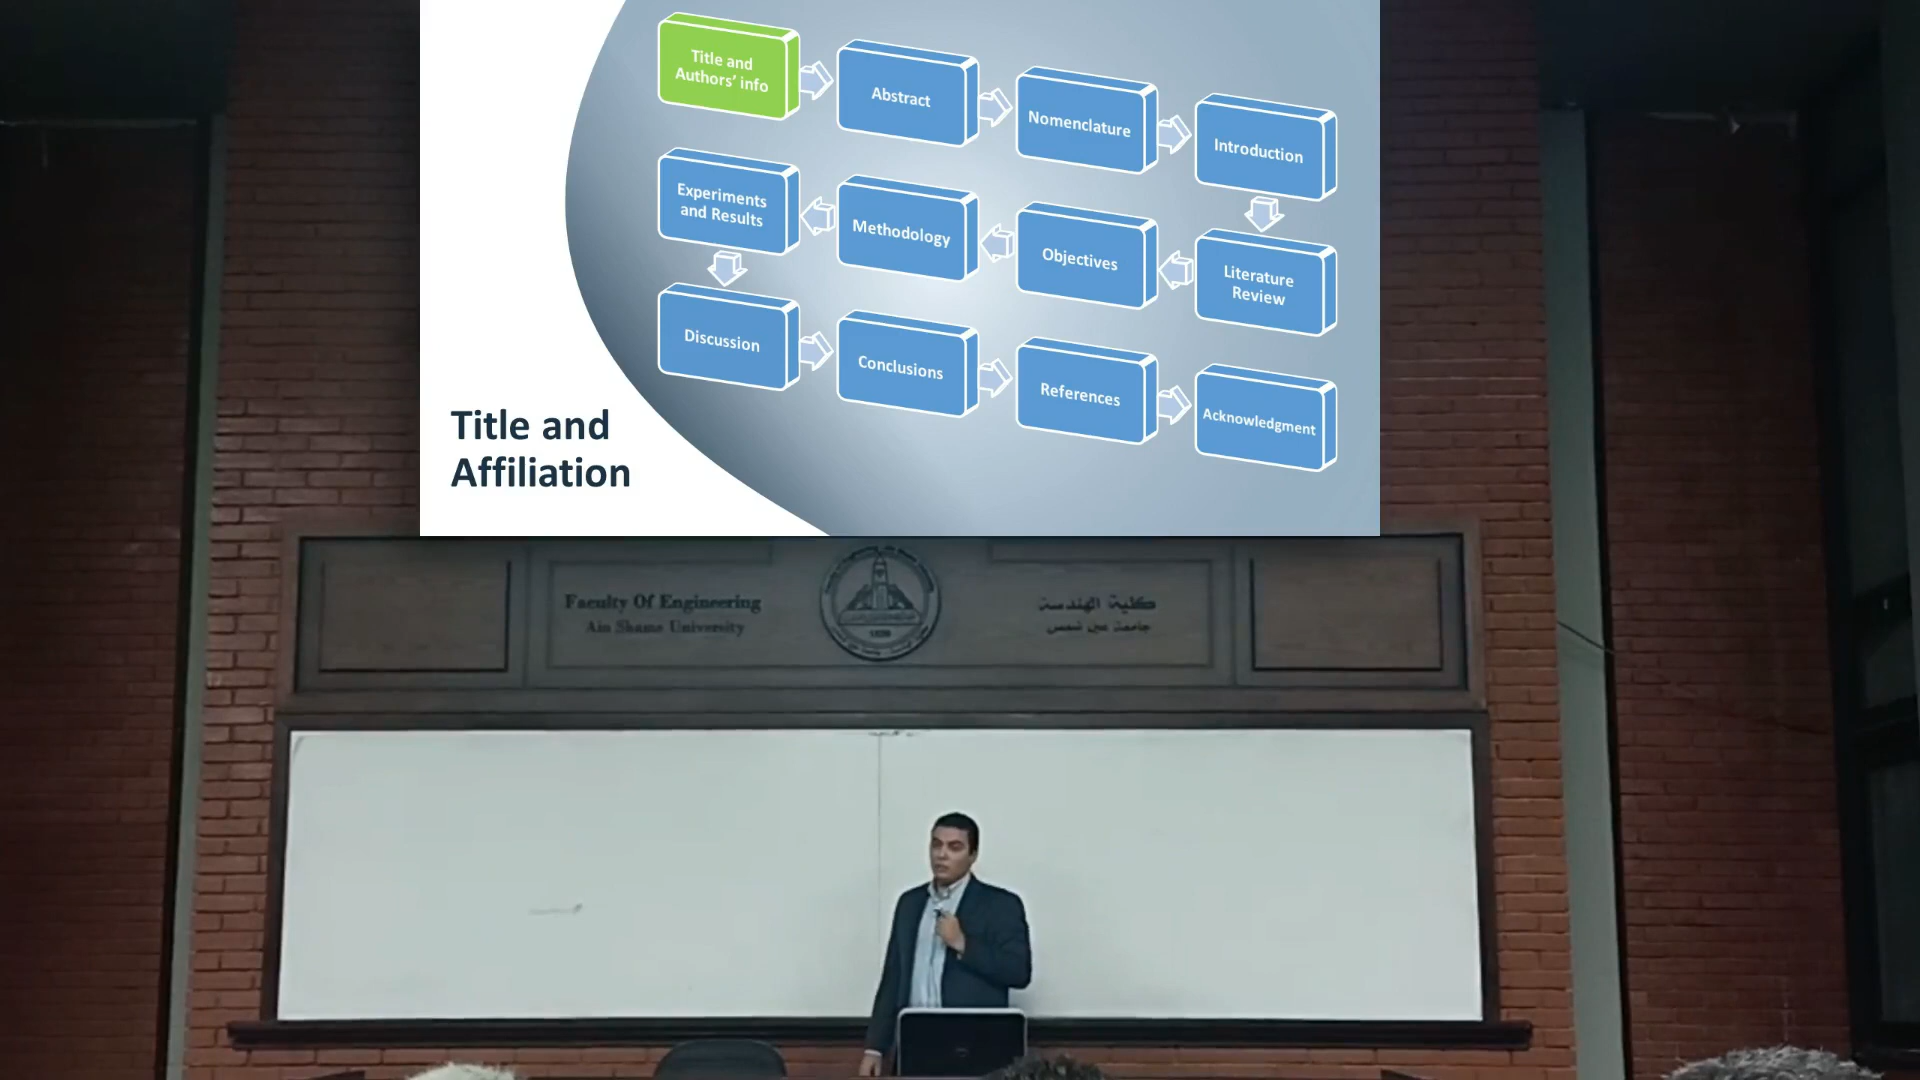 Title and
Authors' info
Abstract
Nomenclature
Introduction
Literature
Review
Objectives
Methodology
Experiments
and Results
Discussion
Conclusions
References
Acknowledgment
Title and
Affiliation
Faculty Of Engineering
Ain Shams University
كلية الهندسة
جامعة عين شمس